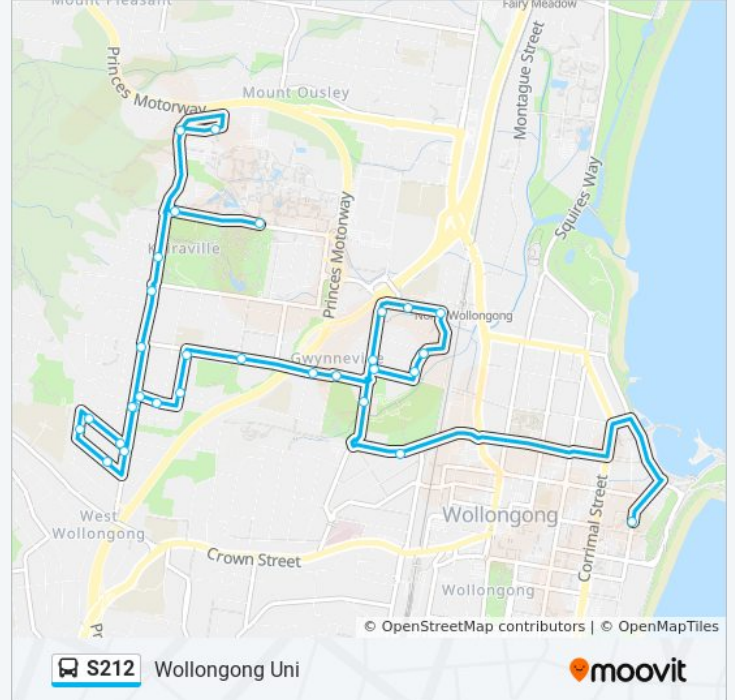 Mount Pleasant
Fairy Meadow
Princes Motorway
Mount Ousley
Montague Street
Squires Way
Princes Motorway
Keiraville
North Wollongong
Gwynneville
West
Wollongong
Wollongong
Corrimal Street
Crown Street
Wollongong
© OpenStreetMap contributors | © OpenMapTiles
S212 Wollongong Uni
moovit